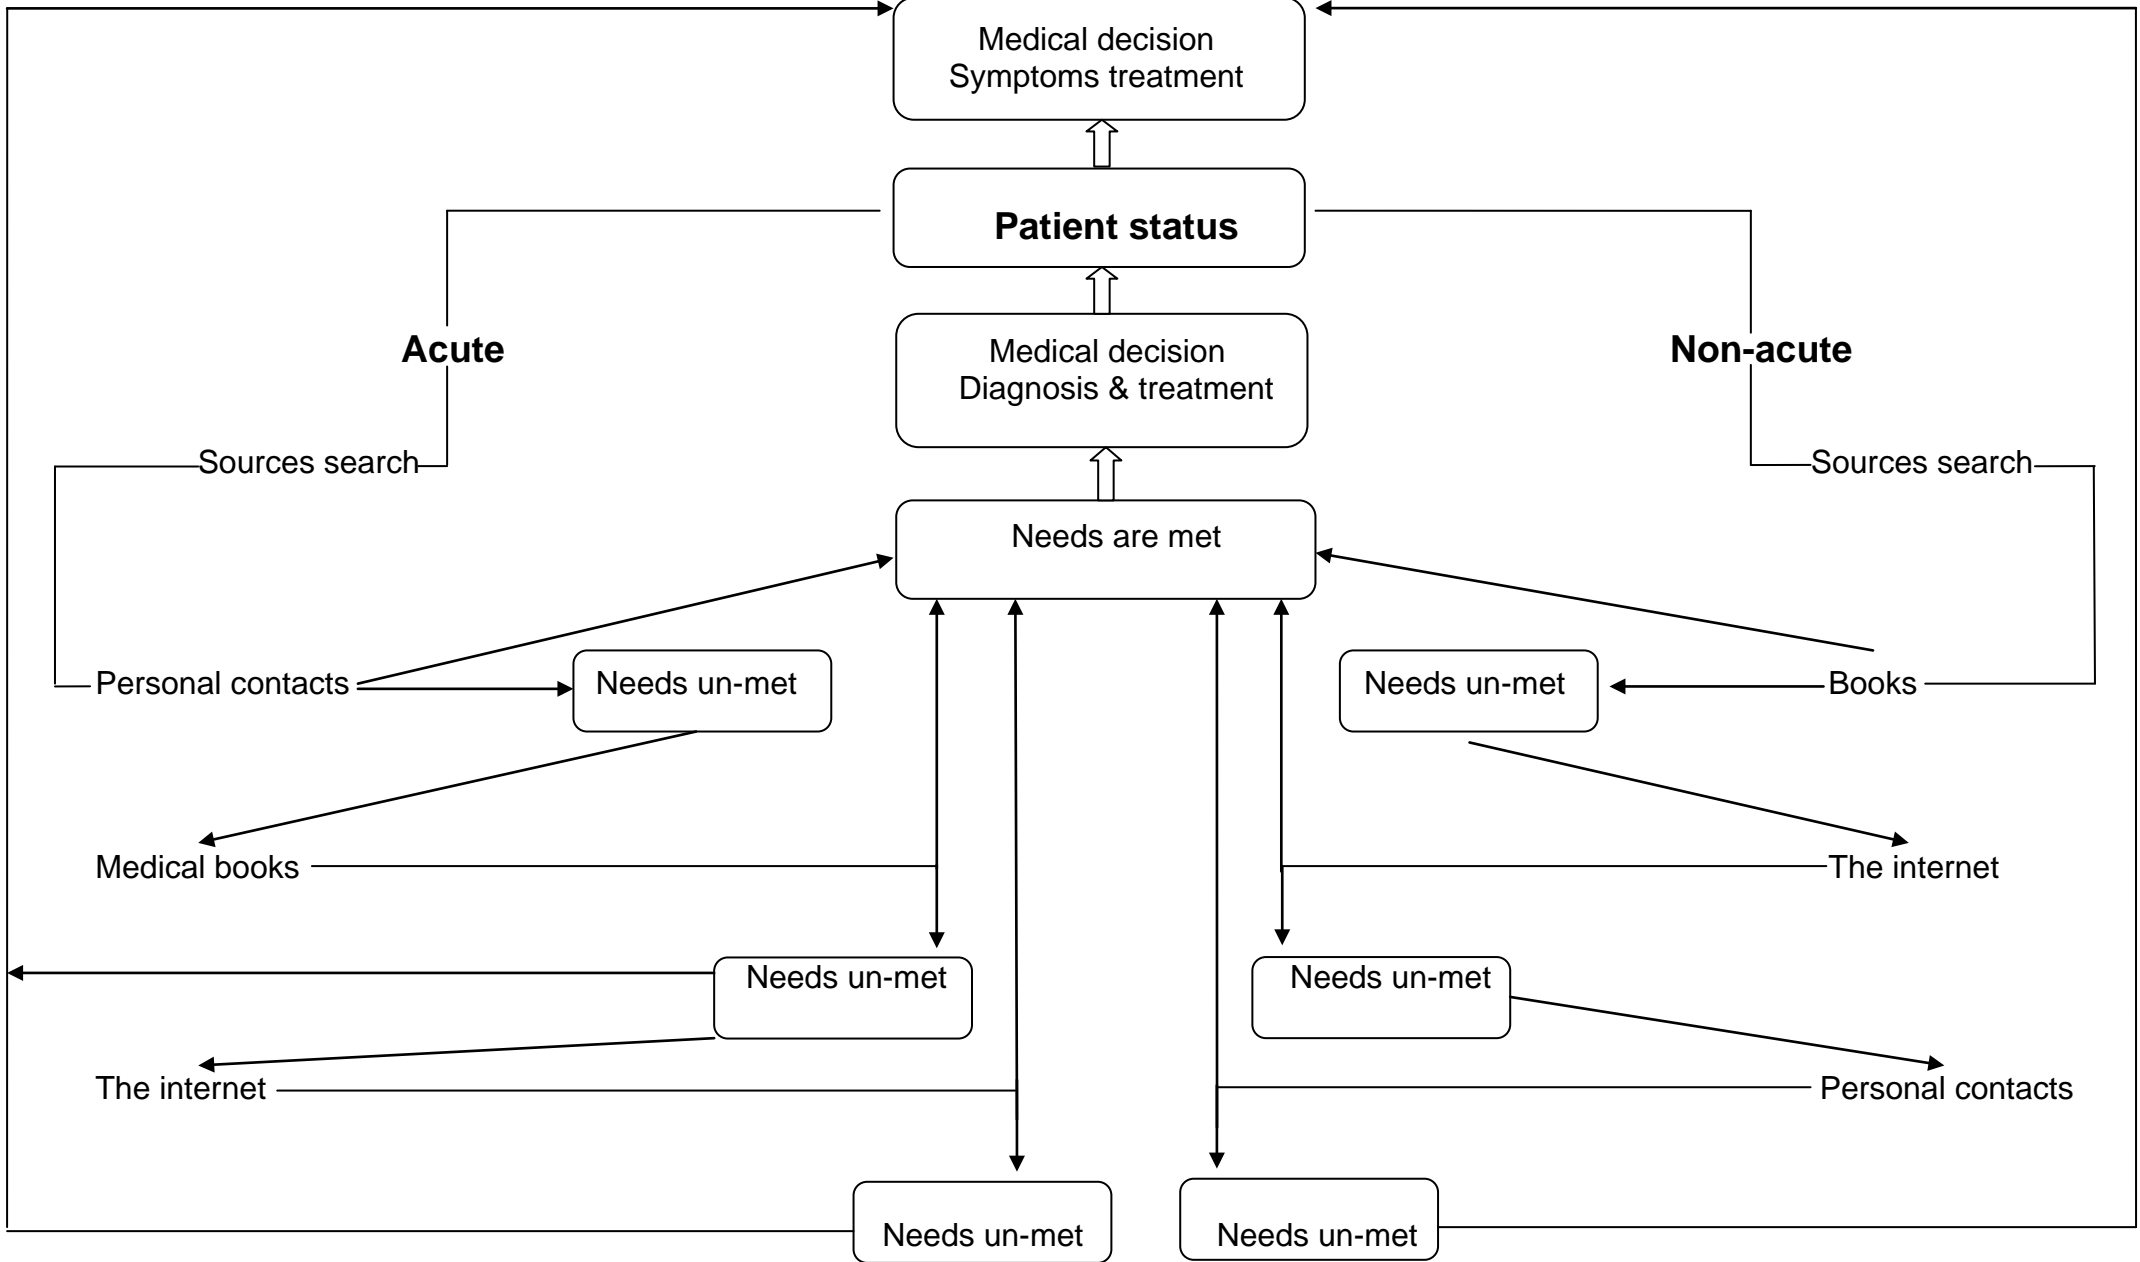 Medical decision
Symptoms treatment
Patient status
Acute
Non-acute
Medical decision
Diagnosis & treatment
Sources search
Sources search
Needs are met
Personal contacts
Needs un-met
Needs un-met
Books
Medical books
The internet
Needs un-met
Needs un-met
The internet
Personal contacts
Needs un-met
Needs un-met